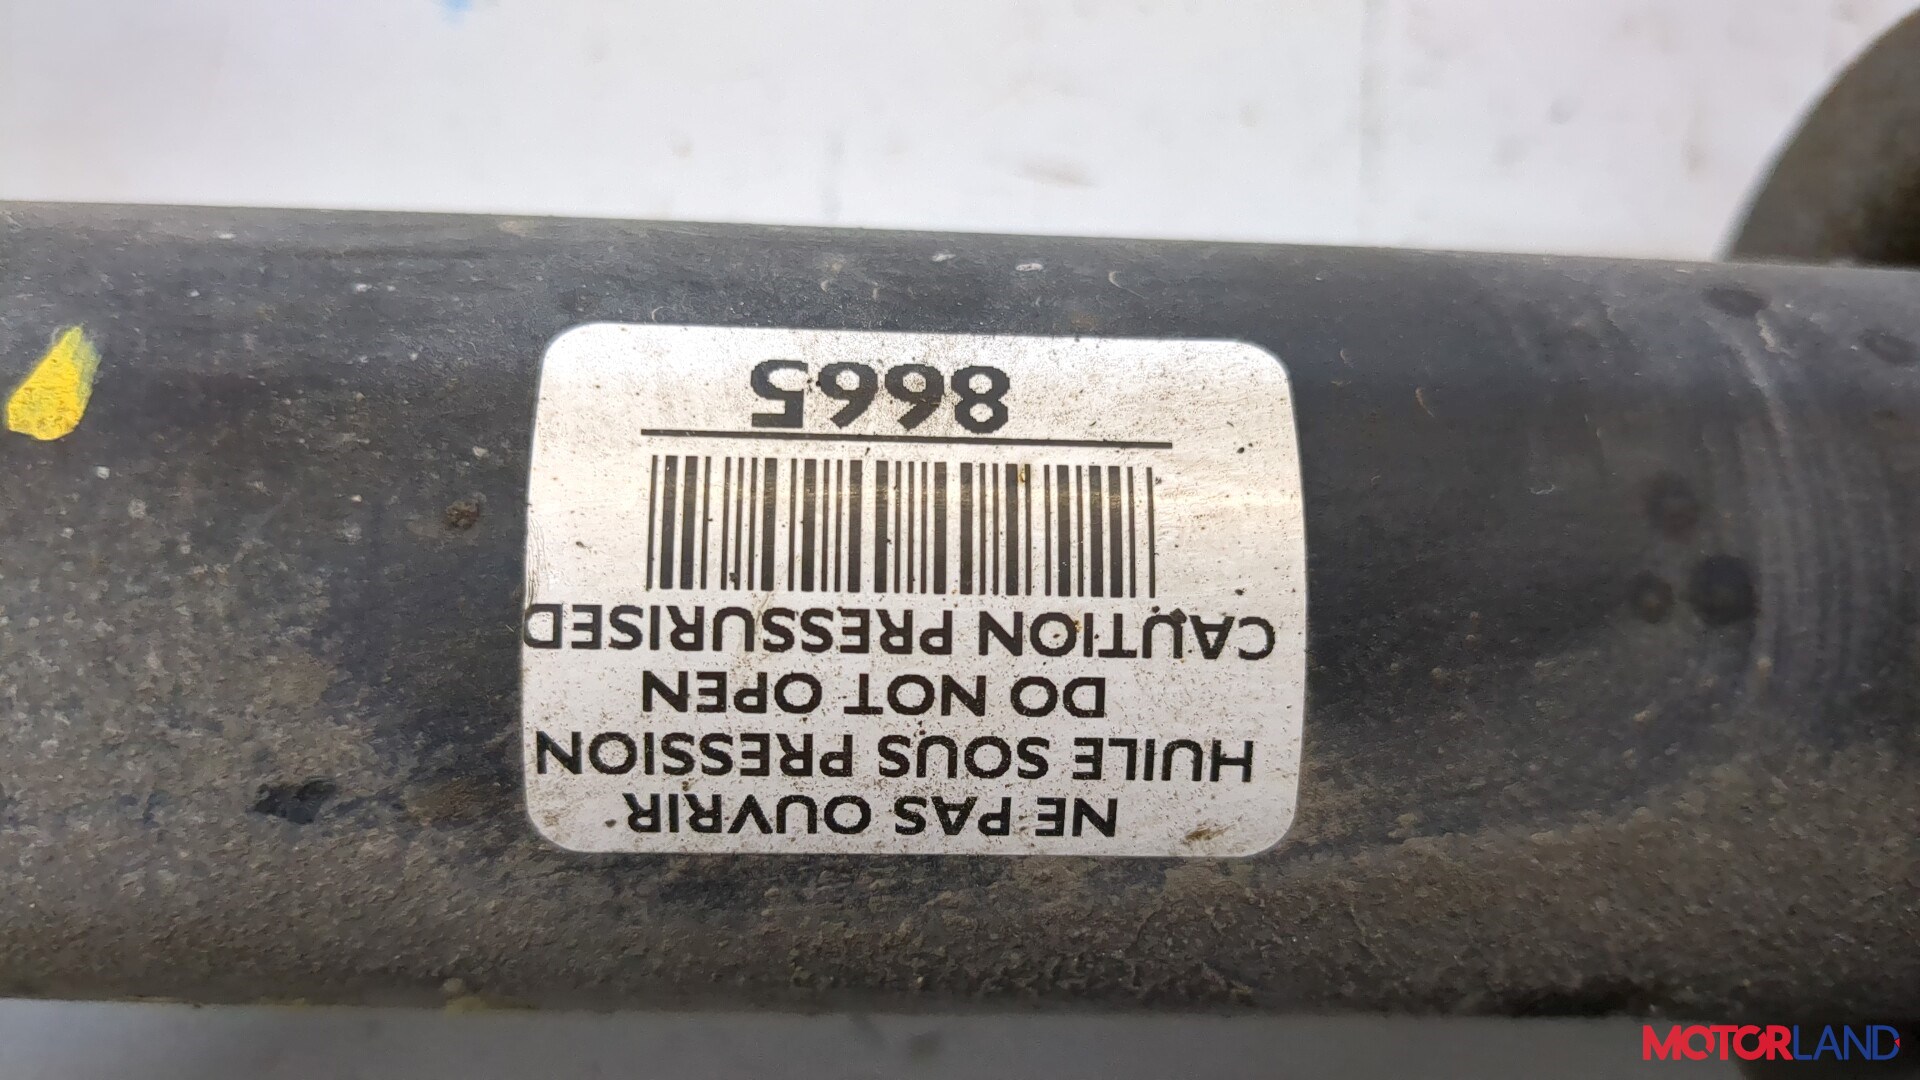 NE PAS OUVRIR
HUILE SOUS PRESSION
DO NOT OPEN
CAUTION PRESSURISED
8665
MOTORLAND